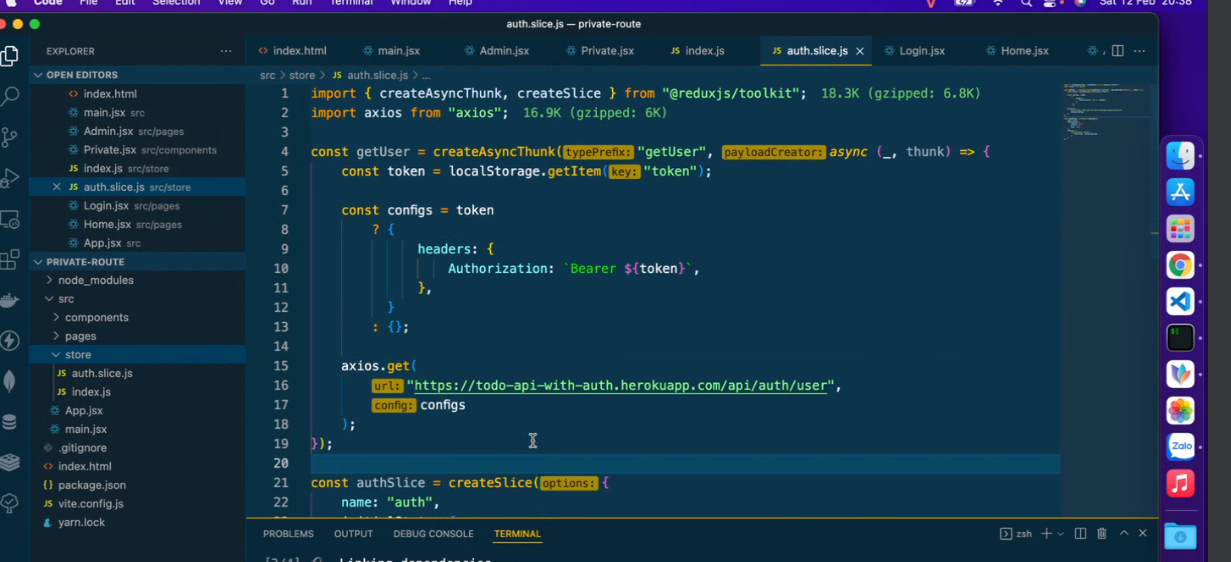 Code File Edit Selection View Go Run Terminal Window Help Sat 12 Feb 20:38
auth.slice.js — private-route
EXPLORER
index.html main.jsx Admin.jsx Private.jsx index.js auth.slice.js Login.jsx Home.jsx
OPEN EDITORS
index.html
main.jsx src
Admin.jsx src/pages
Private.jsx src/components
index.js src/store
auth.slice.js src/store
Login.jsx src/pages
Home.jsx src/pages
App.jsx src
PRIVATE-ROUTE
node_modules
src
components
pages
store
auth.slice.js
index.js
App.jsx
main.jsx
.gitignore
index.html
package.json
vite.config.js
yarn.lock
src > store > JS auth.slice.js > ...
1 import { createAsyncThunk, createSlice } from "@reduxjs/toolkit"; 18.3K (gzipped: 6.8K)
2 import axios from "axios"; 16.9K (gzipped: 6K)
3
4 const getUser = createAsyncThunk(typePrefix: "getUser", payloadCreator: async (_, thunk) => {
5 const token = localStorage.getItem(key: "token");
6
7 const configs = token
8 ? {
9 headers: {
10 Authorization: `Bearer ${token}`,
11 },
12 }
13 : {};
14
15 axios.get(
16 url: "https://todo-api-with-auth.herokuapp.com/api/auth/user",
17 config: configs
18 );
19 });
20
21 const authSlice = createSlice(options: {
22 name: "auth",
PROBLEMS OUTPUT DEBUG CONSOLE TERMINAL zsh
Linking dependencies
Zalo